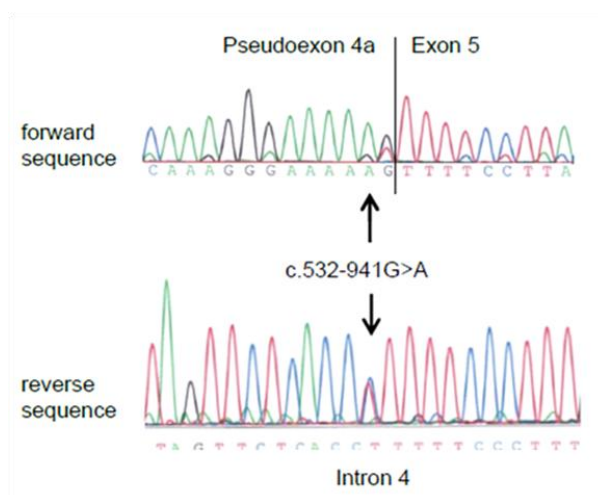 Pseudoexon 4a Exon 5
forward
sequence
C A A A G G G A A A A A G T T T T C C T T A
c.532-941G>A
reverse
sequence
T A G T T C T C A C C T T T T T C C C T T T
Intron 4